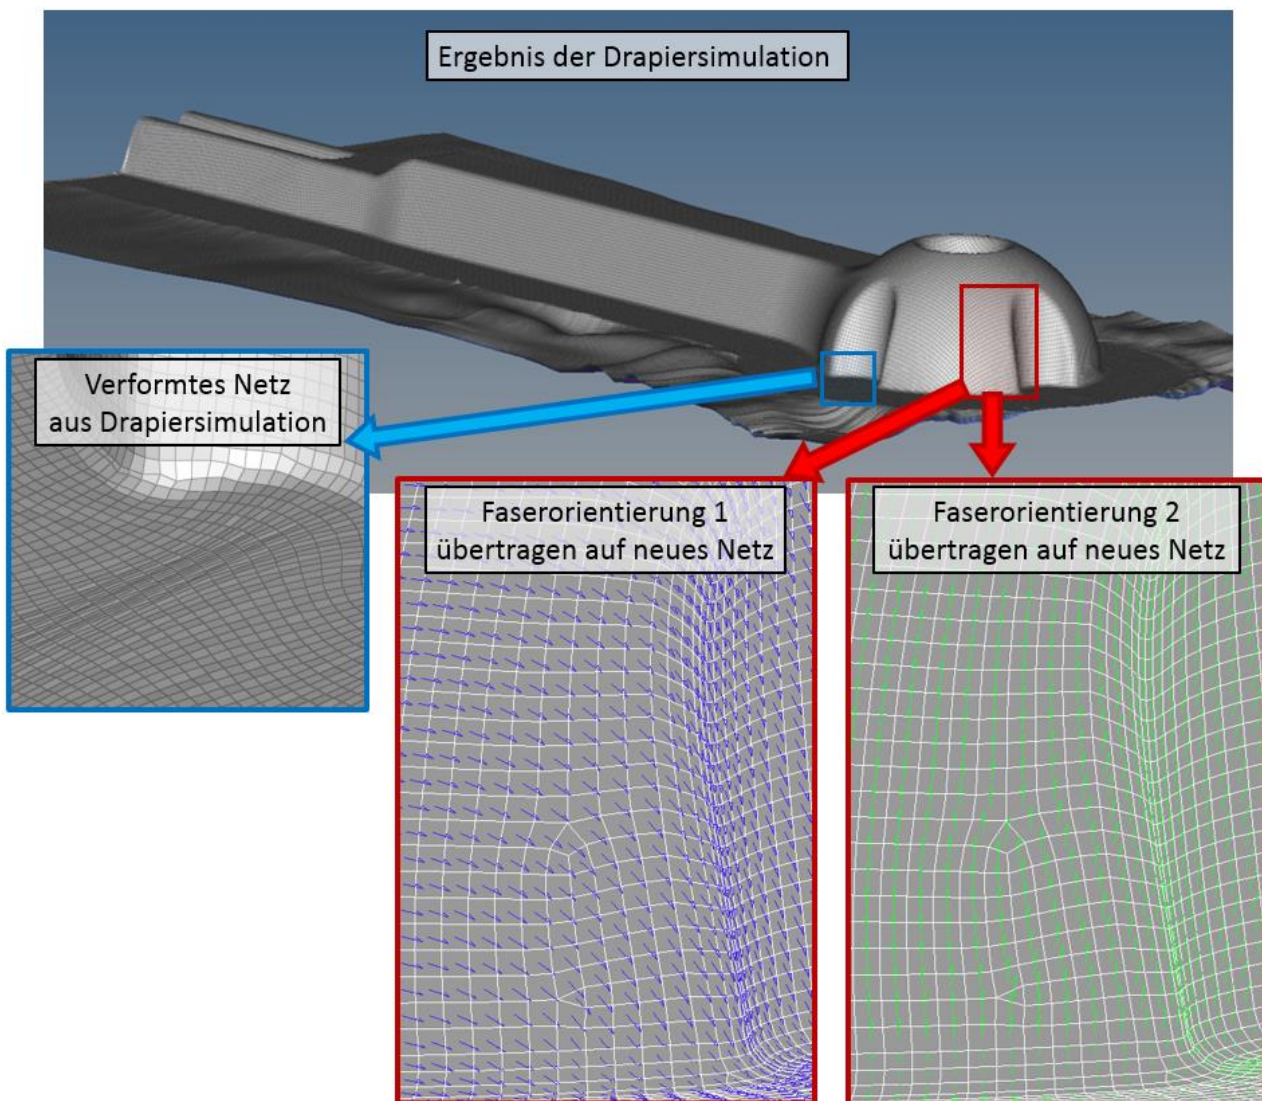 Ergebnis der Drapiersimulation
Verformtes Netz
aus Drapiersimulation
Faserorientierung 1
übertragen auf neues Netz
Faserorientierung 2
übertragen auf neues Netz